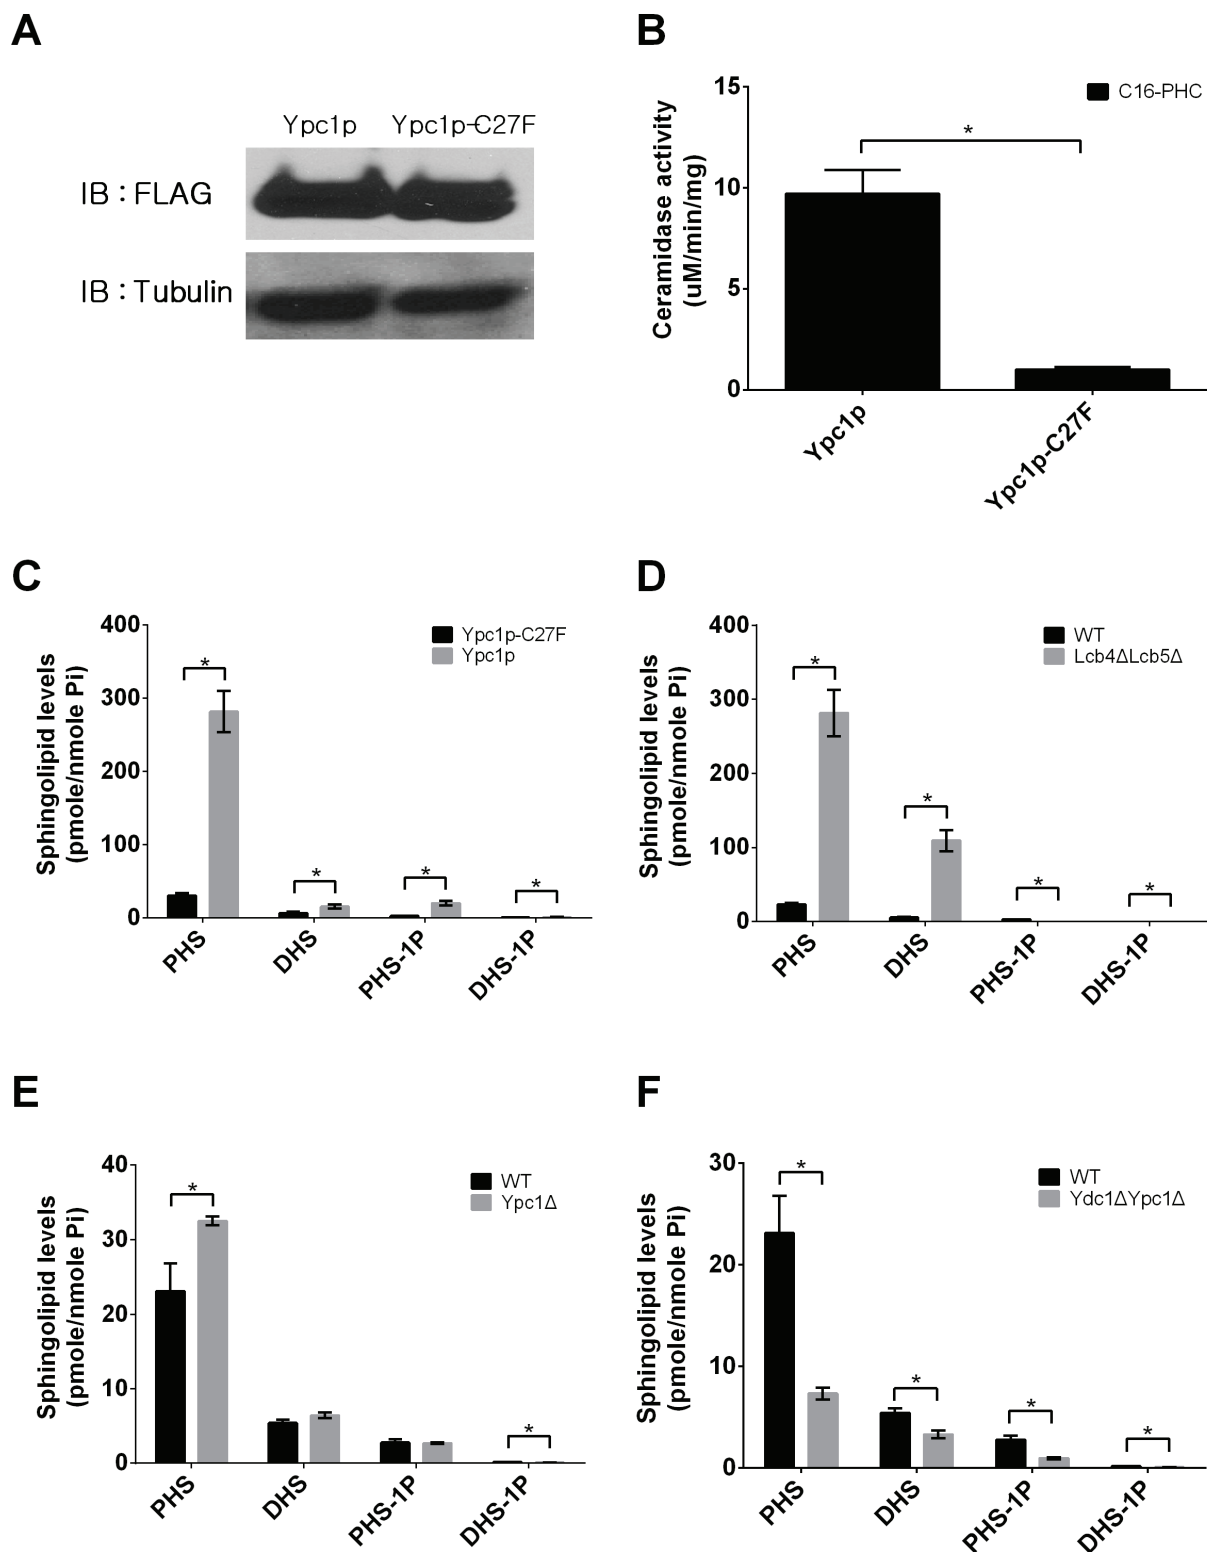 A
Ypc1p Ypc1p-C27F
IB : FLAG
IB : Tubulin
B
Ceramidase activity
(uM/min/mg)
15
10
5
0
C16-PHC
*
Ypc1p
Ypc1p-C27F
C
Sphingolipid levels
(pmole/nmole Pi)
400
300
200
100
0
Ypc1p-C27F
Ypc1p
*
*
*
*
PHS
DHS
PHS-1P
DHS-1P
D
Sphingolipid levels
(pmole/nmole Pi)
400
300
200
100
0
WT
Lcb4ΔLcb5Δ
*
*
*
*
PHS
DHS
PHS-1P
DHS-1P
E
Sphingolipid levels
(pmole/nmole Pi)
40
30
20
10
0
WT
Ypc1Δ
*
*
PHS
DHS
PHS-1P
DHS-1P
F
Sphingolipid levels
(pmole/nmole Pi)
30
20
10
0
WT
Ydc1ΔYpc1Δ
*
*
*
*
PHS
DHS
PHS-1P
DHS-1P